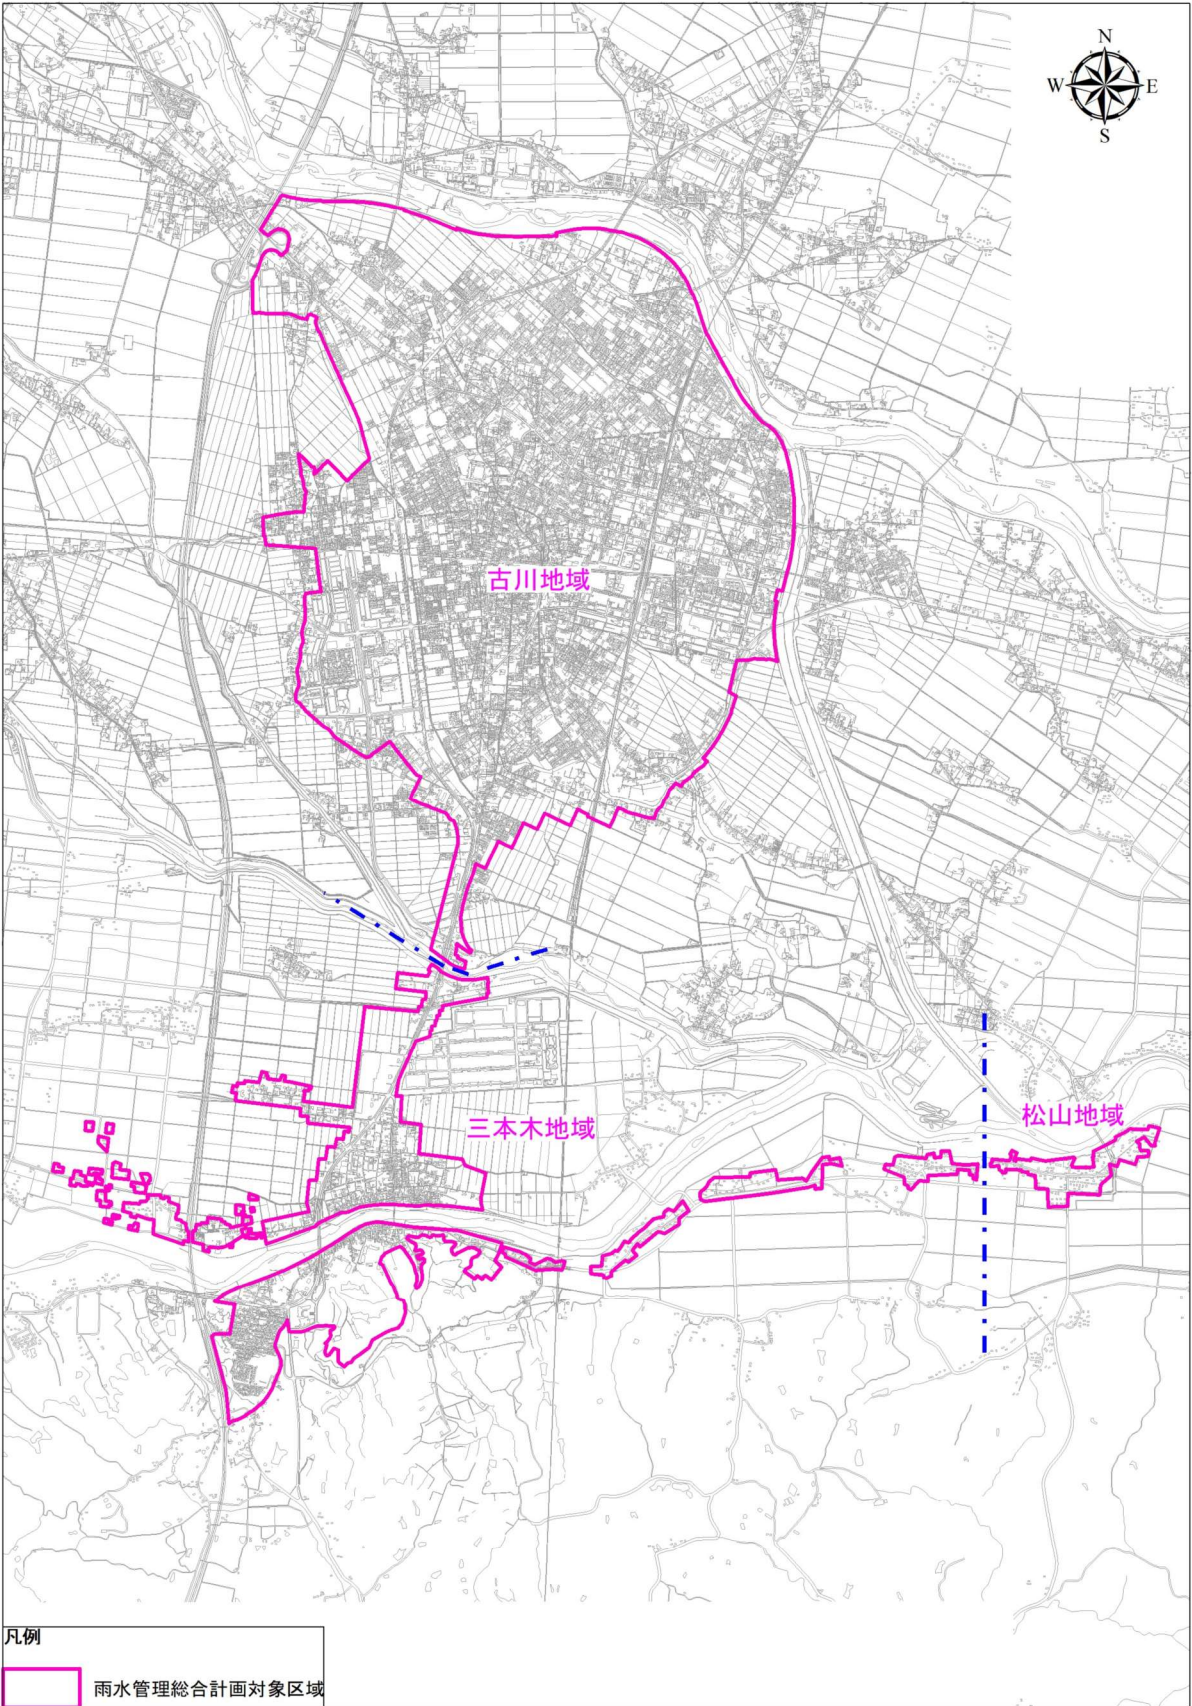 N
W E
S
古川地域
三本木地域
松山地域
凡例
雨水管理総合計画対象区域